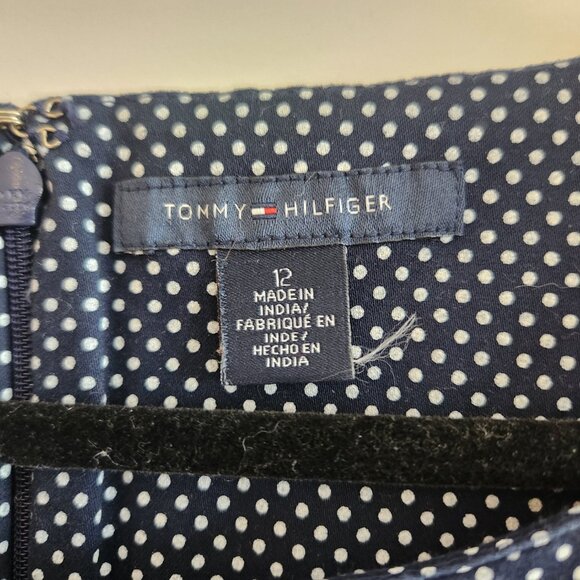 TOMMY HILFIGER
12
MADE IN
INDIA/
FABRIQUÉ EN
INDE/
HECHO EN
INDIA